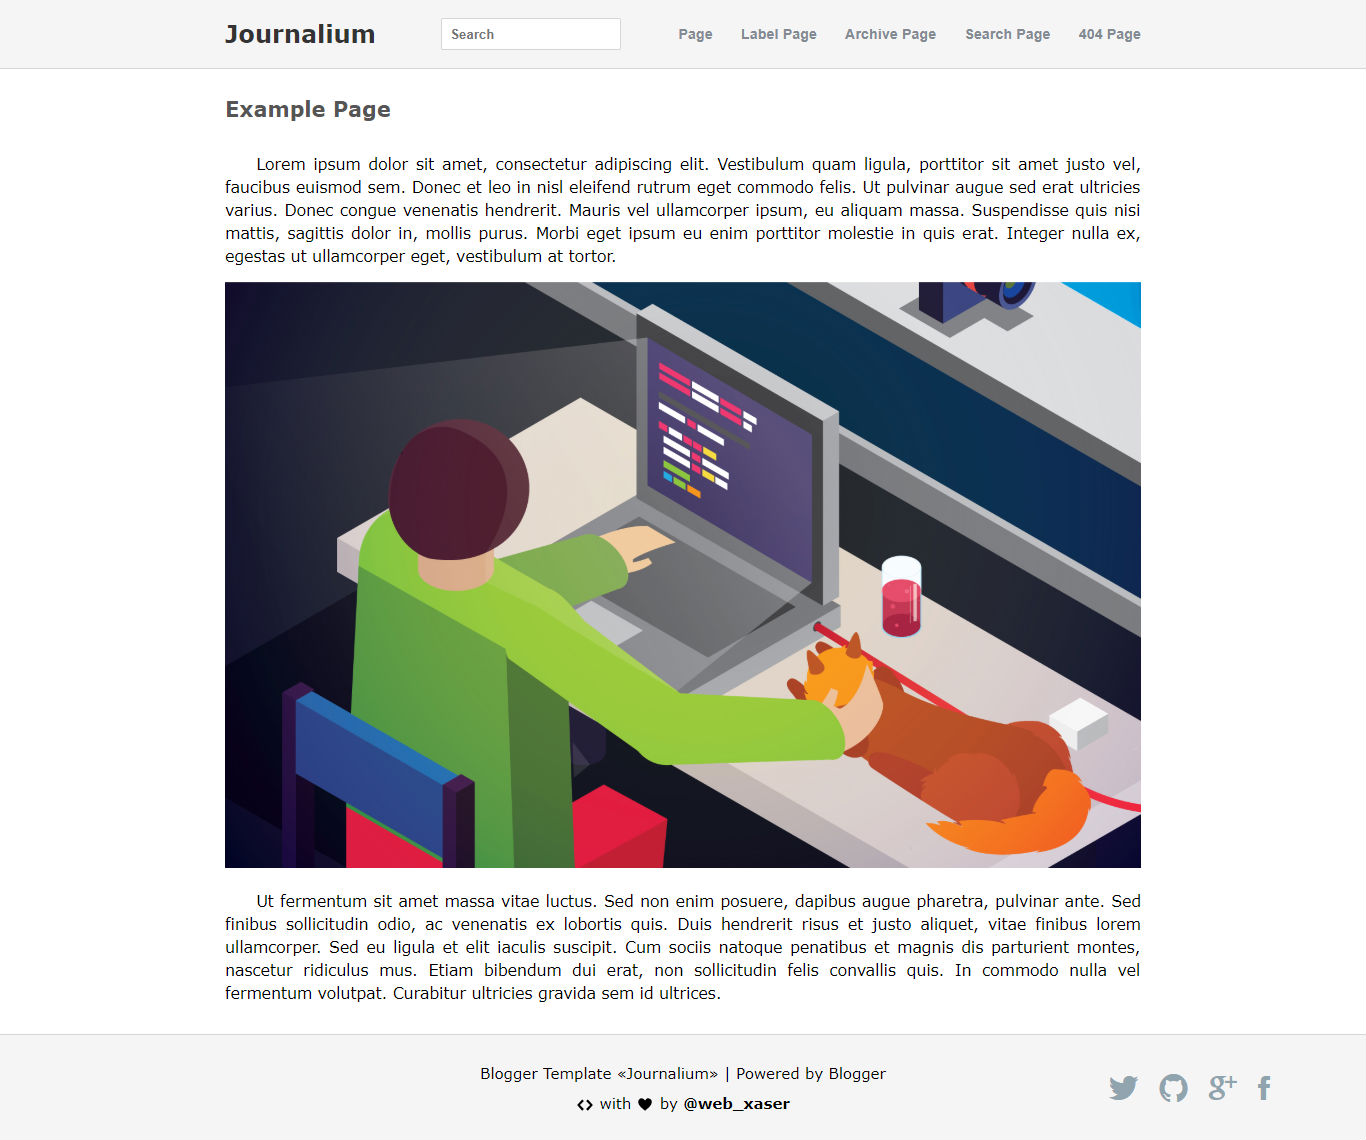 Journalium
Search
Page
Label Page
Archive Page
Search Page
404 Page
Example Page
Lorem ipsum dolor sit amet, consectetur adipiscing elit. Vestibulum quam ligula, porttitor sit amet justo vel,
faucibus euismod sem. Donec et leo in nisl eleifend rutrum eget commodo felis. Ut pulvinar augue sed erat ultricies
varius. Donec congue venenatis hendrerit. Mauris vel ullamcorper ipsum, eu aliquam massa. Suspendisse quis nisi
mattis, sagittis dolor in, mollis purus. Morbi eget ipsum eu enim porttitor molestie in quis erat. Integer nulla ex,
egestas ut ullamcorper eget, vestibulum at tortor.
Ut fermentum sit amet massa vitae luctus. Sed non enim posuere, dapibus augue pharetra, pulvinar ante. Sed
finibus sollicitudin odio, ac venenatis ex lobortis quis. Duis hendrerit risus et justo aliquet, vitae finibus lorem
ullamcorper. Sed eu ligula et elit iaculis suscipit. Cum sociis natoque penatibus et magnis dis parturient montes,
nascetur ridiculus mus. Etiam bibendum dui erat, non sollicitudin felis convallis quis. In commodo nulla vel
fermentum volutpat. Curabitur ultricies gravida sem id ultrices.
Blogger Template «Journalium» | Powered by Blogger
<> with ♥ by @web_xaser